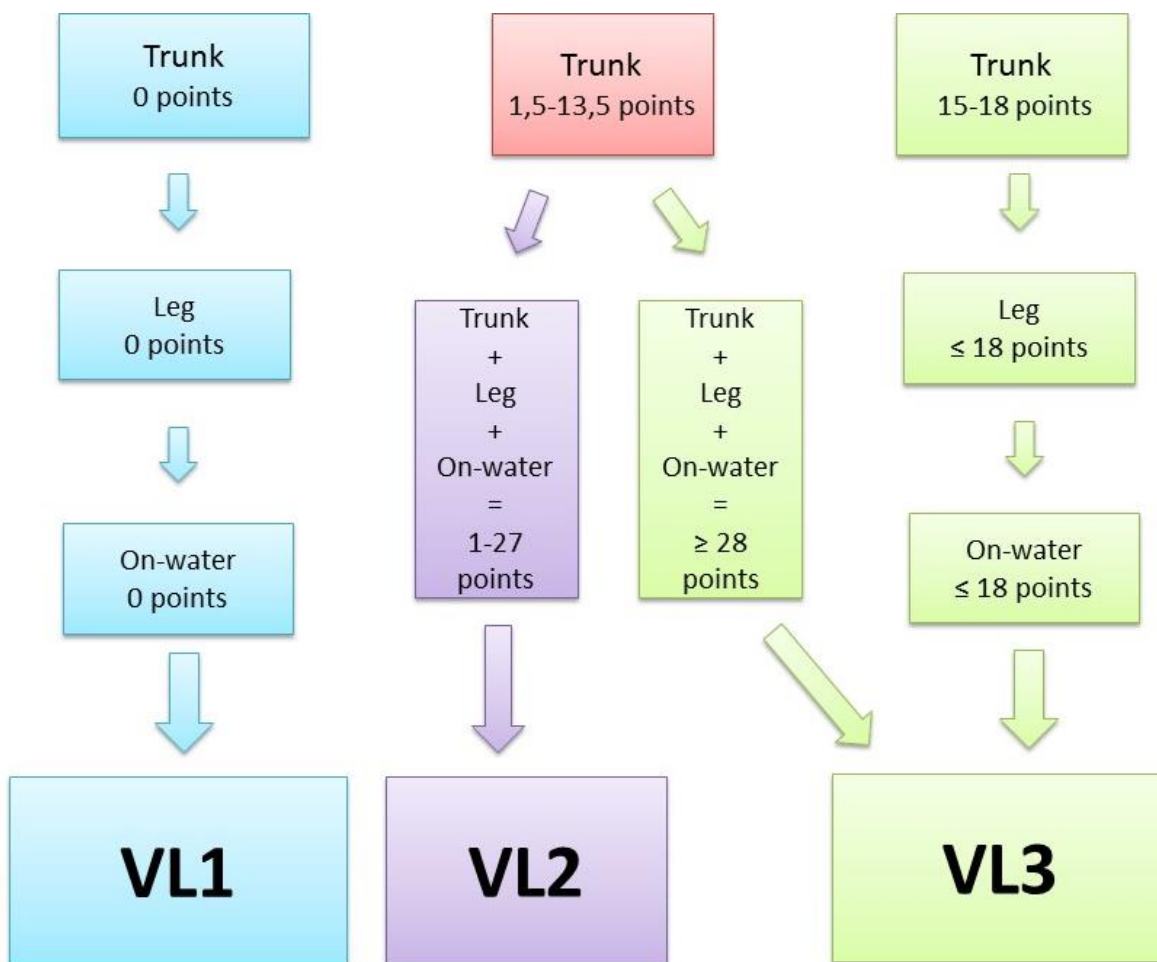 Trunk
0 points
Leg
0 points
On-water
0 points
VL1
Trunk
1,5-13,5 points
Trunk
+
Leg
+
On-water
=
1-27
points
VL2
Trunk
+
Leg
+
On-water
=
≥ 28
points
Trunk
15-18 points
Leg
≤ 18 points
On-water
≤ 18 points
VL3